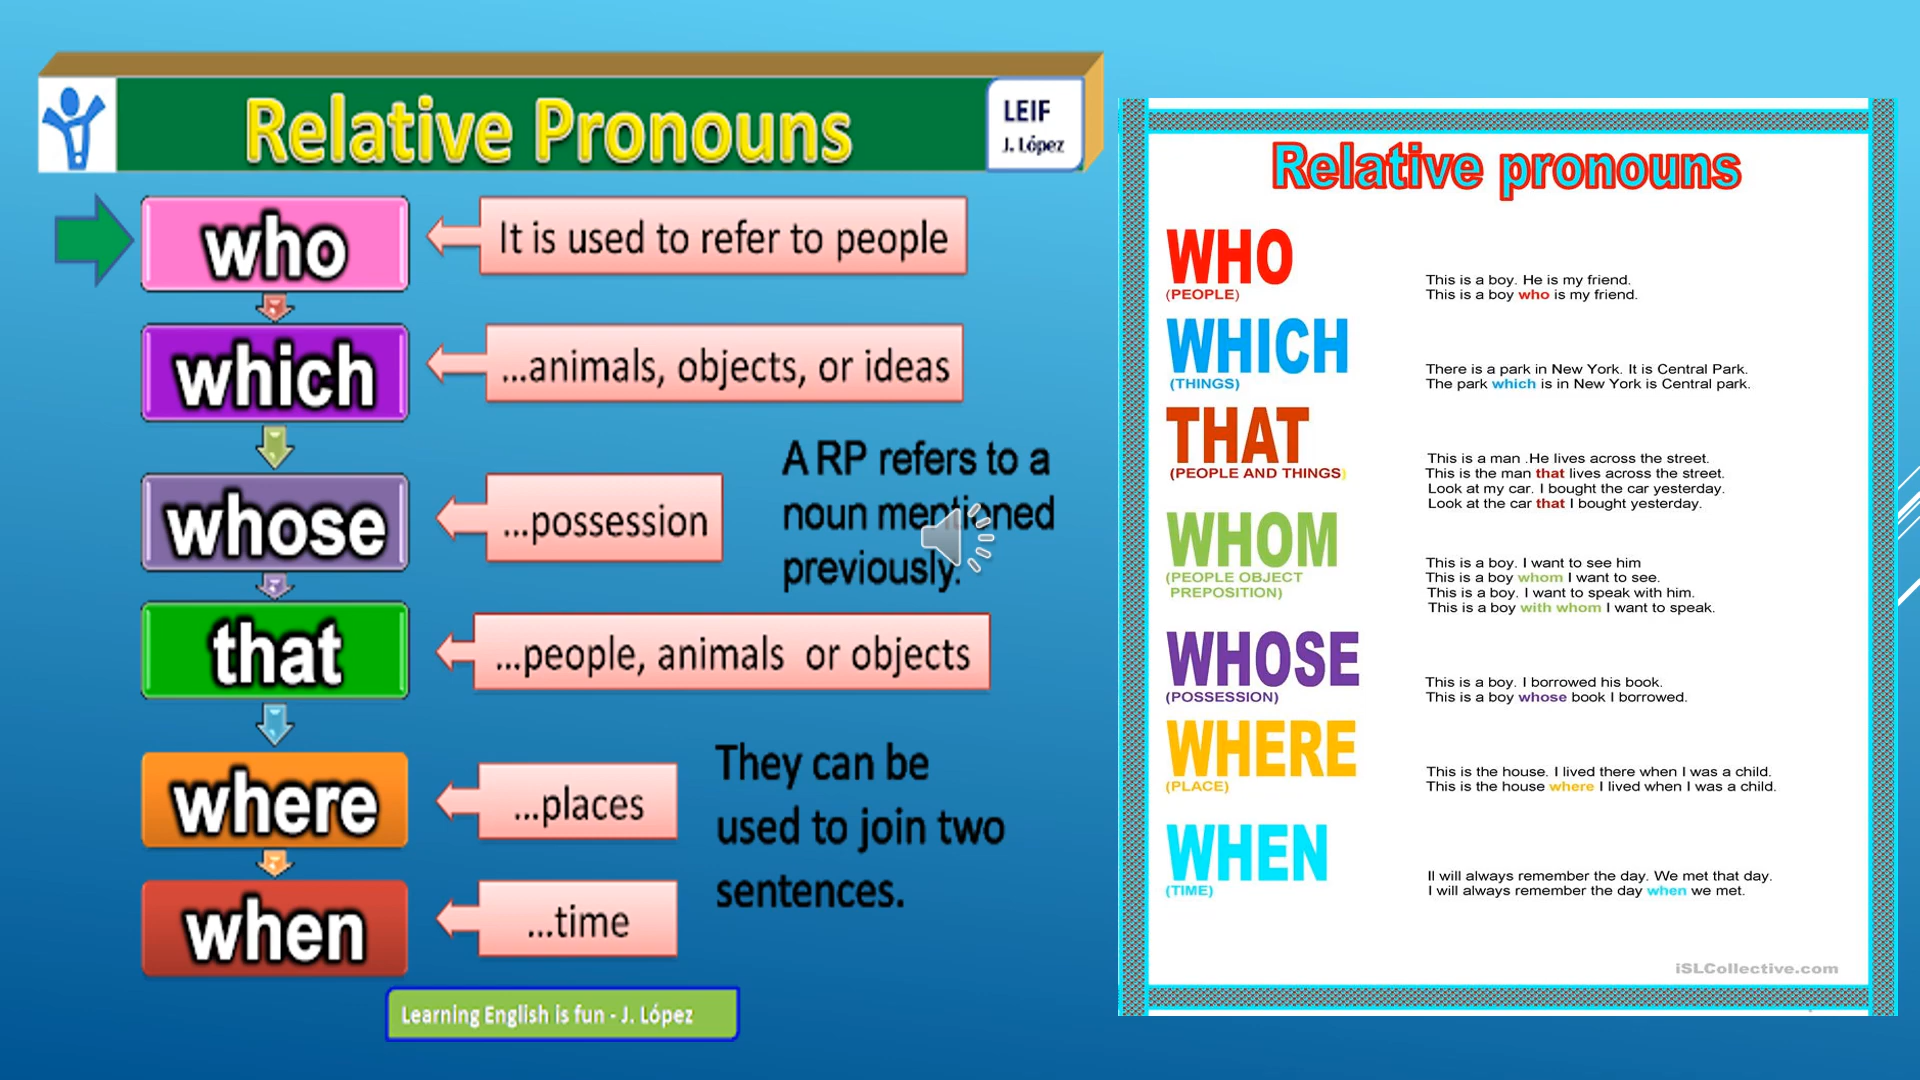 Relative Pronouns
LEIF
J. López
who
It is used to refer to people
which
...animals, objects, or ideas
whose
...possession
A RP refers to a
noun mentioned
previously.
that
...people, animals or objects
where
...places
They can be
used to join two
sentences.
when
...time
Learning English is fun - J. López
Relative pronouns
WHO
(PEOPLE)
This is a boy. He is my friend.
This is a boy who is my friend.
WHICH
(THINGS)
There is a park in New York. It is Central Park.
The park which is in New York is Central park.
THAT
(PEOPLE AND THINGS)
This is a man .He lives across the street.
This is the man that lives across the street.
Look at my car. I bought the car yesterday.
Look at the car that I bought yesterday.
WHOM
(PEOPLE OBJECT
PREPOSITION)
This is a boy. I want to see him
This is a boy whom I want to see.
This is a boy. I want to speak with him.
This is a boy with whom I want to speak.
WHOSE
(POSSESSION)
This is a boy. I borrowed his book.
This is a boy whose book I borrowed.
WHERE
(PLACE)
This is the house. I lived there when I was a child.
This is the house where I lived when I was a child.
WHEN
(TIME)
Il will always remember the day. We met that day.
I will always remember the day when we met.
iSLCollective.com